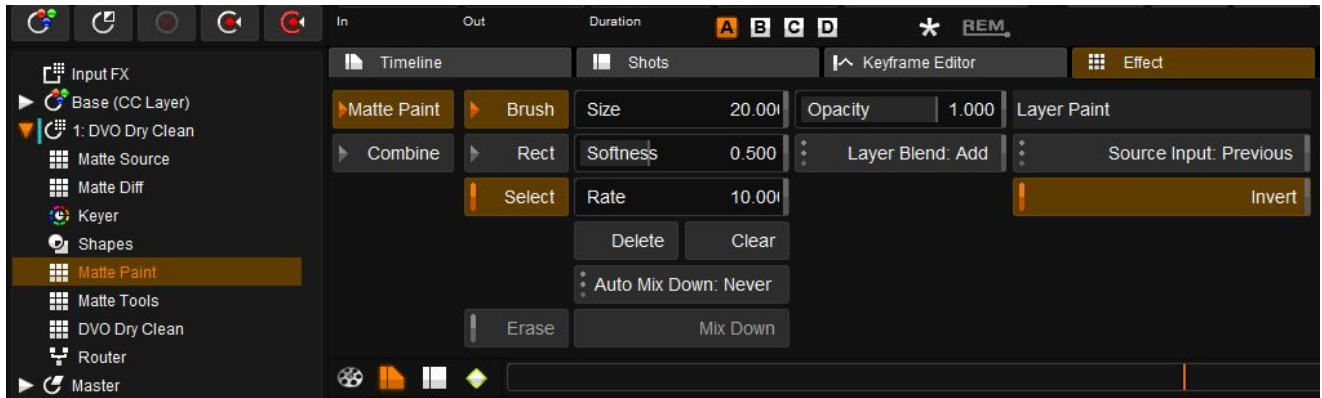 In Out Duration A B C D * REM.
Input FX
Base (CC Layer)
1: DVO Dry Clean
Matte Source
Matte Diff
Keyer
Shapes
Matte Paint
Matte Tools
DVO Dry Clean
Router
Master
Timeline Shots Keyframe Editor Effect
Matte Paint Brush Size 20.00 Opacity 1.000 Layer Paint
Combine Rect Softness 0.500 Layer Blend: Add Source Input: Previous
Select Rate 10.00 Invert
Delete Clear
Auto Mix Down: Never
Erase Mix Down